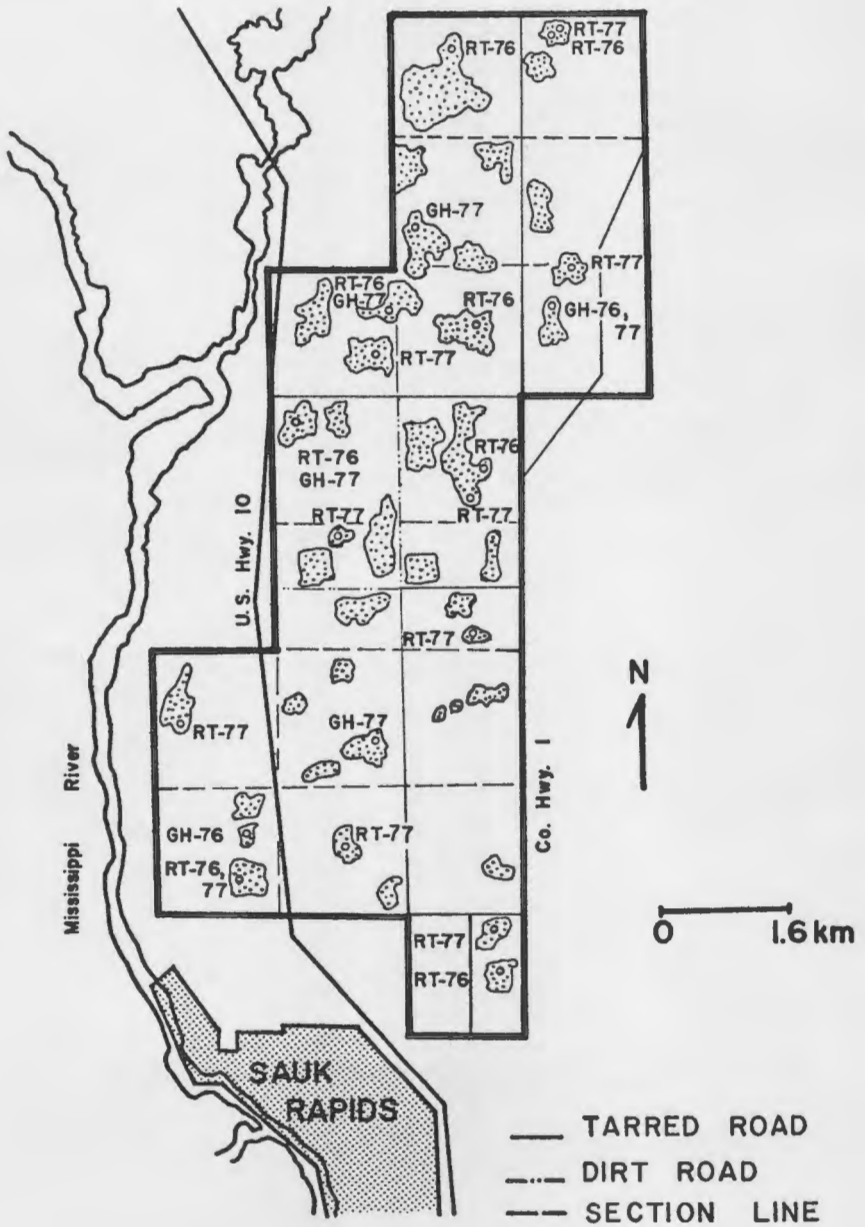 RT-76
RT-77
RT-76
GH-77
RT-77
RT-76
GH-77
RT-76
GH-76,
77
RT-77
RT-76
GH-77
RT-76
RT-77
RT-77
U.S. Hwy. 10
RT-77
RT-77
GH-77
N
Mississippi River
Co. Hwy. 1
GH-76
RT-76,
77
RT-77
0 1.6 km
RT-77
RT-76
SAUK
RAPIDS
TARRED ROAD
DIRT ROAD
SECTION LINE